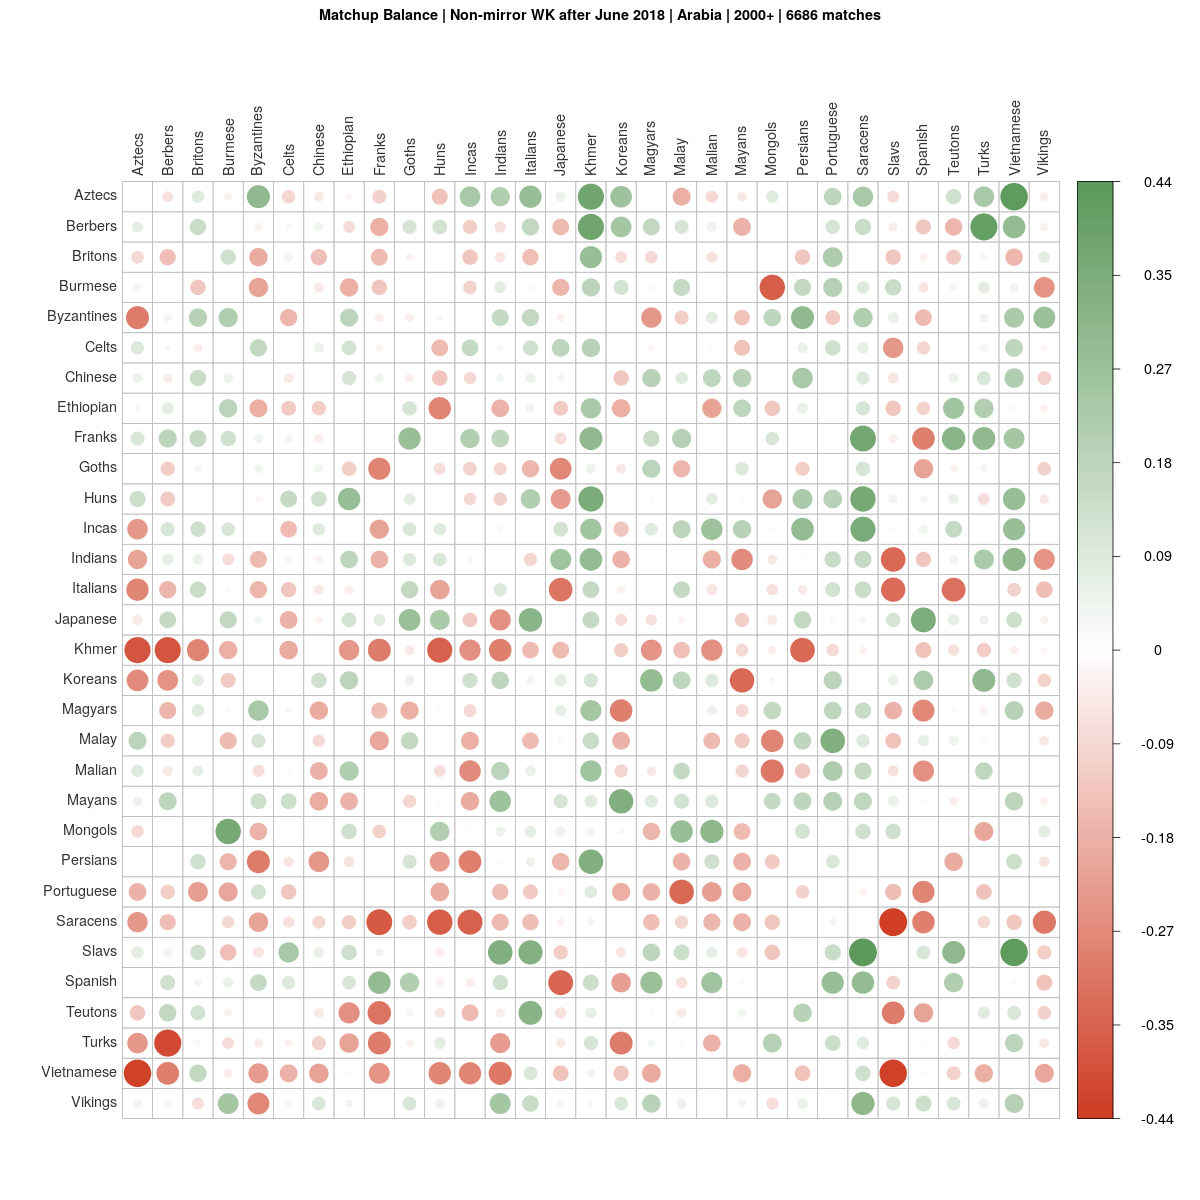 Matchup Balance | Non-mirror WK after June 2018 | Arabia | 2000+ | 6686 matches
Aztecs
Berbers
Britons
Burmese
Byzantines
Celts
Chinese
Ethiopian
Franks
Goths
Huns
Incas
Indians
Italians
Japanese
Khmer
Koreans
Magyars
Malay
Malian
Mayans
Mongols
Persians
Portuguese
Saracens
Slavs
Spanish
Teutons
Turks
Vietnamese
Vikings
Aztecs
Berbers
Britons
Burmese
Byzantines
Celts
Chinese
Ethiopian
Franks
Goths
Huns
Incas
Indians
Italians
Japanese
Khmer
Koreans
Magyars
Malay
Malian
Mayans
Mongols
Persians
Portuguese
Saracens
Slavs
Spanish
Teutons
Turks
Vietnamese
Vikings
0.44
0.35
0.27
0.18
0.09
0
-0.09
-0.18
-0.27
-0.35
-0.44